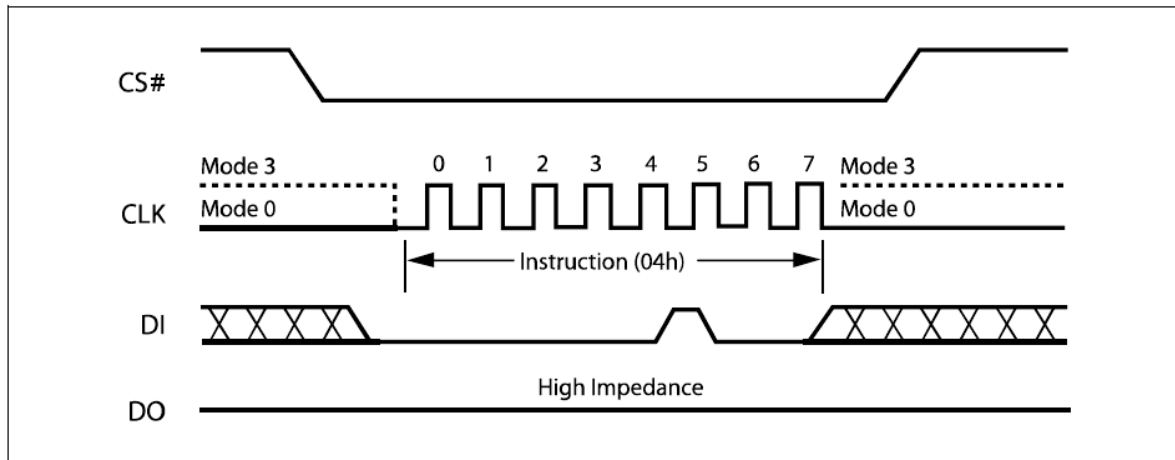 CS#
Mode 3
0 1 2 3 4 5 6 7
Mode 3
CLK
Mode 0
Mode 0
Instruction (04h)
DI
High Impedance
DO